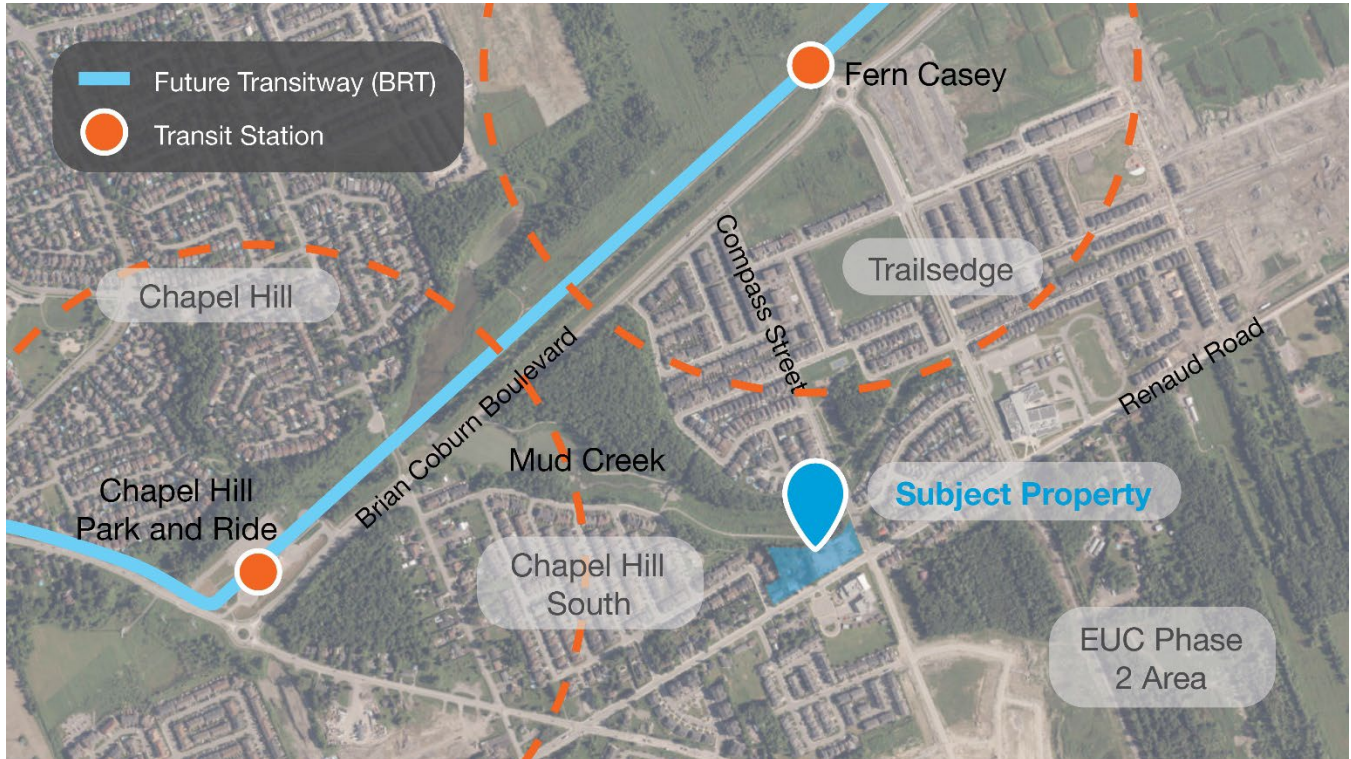 Future Transitway (BRT)
Transit Station
Fern Casey
Compass Street
Trailsedge
Chapel Hill
Renaud Road
Brian Coburn Boulevard
Mud Creek
Chapel Hill
Park and Ride
Subject Property
Chapel Hill
South
EUC Phase
2 Area